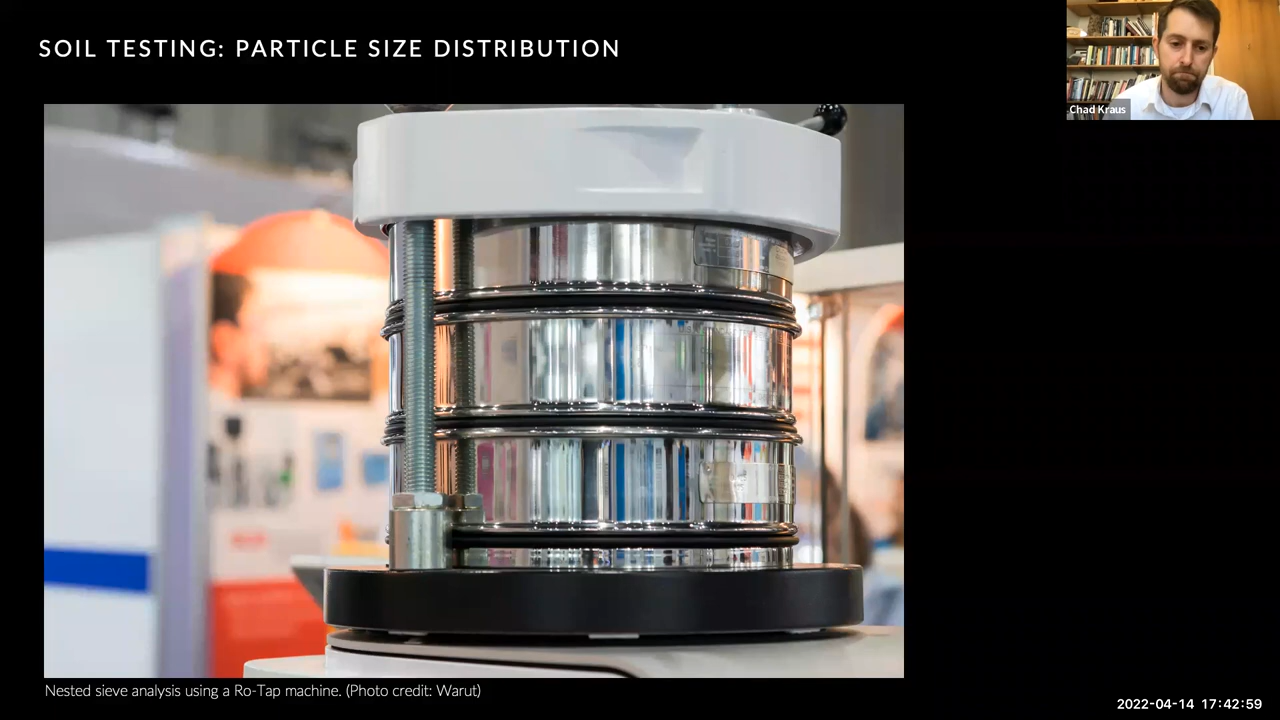 SOIL TESTING: PARTICLE SIZE DISTRIBUTION
Chad Kraus
Nested sieve analysis using a Ro-Tap machine. (Photo credit: Warut)
2022-04-14 17:42:59